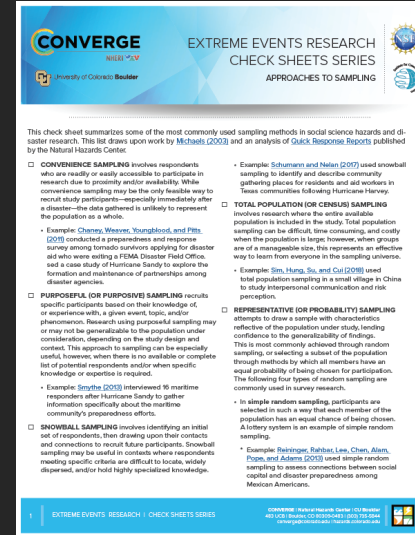 CONVERGE
NHERI
University of Colorado Boulder
EXTREME EVENTS RESEARCH
CHECK SHEETS SERIES
APPROACHES TO SAMPLING
This check sheet summarizes some of the most commonly used sampling methods in social science hazards and di-
saster research. This list draws upon work by Michaels (2003) and an analysis of Quick Response Reports published
by the Natural Hazards Center.
CONVENIENCE SAMPLING involves respondents
who are readily or easily accessible to participate in
research due to proximity and/or availability. While
convenience sampling may be the only feasible way to
recruit study participants—especially immediately after
a disaster—the data gathered is unlikely to represent
the population as a whole.
• Example: Chaney, Weaver, Youngblood, and Pitts
(2011) conducted a preparedness and response
survey among tornado survivors applying for disaster
aid who were exiting a FEMA Disaster Field Office.
sed a case study of Hurricane Sandy to explore the
formation and maintenance of partnerships among
disaster agencies.
PURPOSEFUL (OR PURPOSIVE) SAMPLING recruits
specific participants based on their knowledge of,
or experience with, a given event, topic, and/or
phenomenon. Research using purposeful sampling may
or may not be generalizable to the population under
consideration, depending on the study design and
context. This approach to sampling can be especially
useful, however, when there is no available or complete
list of potential respondents and/or when specific
knowledge or expertise is required.
• Example: Smythe (2013) interviewed 16 maritime
responders after Hurricane Sandy to gather
information specifically about the maritime
community's preparedness efforts.
SNOWBALL SAMPLING involves identifying an initial
set of respondents, then drawing upon their contacts
and connections to recruit future participants. Snowball
sampling may be useful in contexts where respondents
meeting specific criteria are difficult to locate, widely
dispersed, and/or hold highly specialized knowledge.
• Example: Schumann and Nelan (2017) used snowball
sampling to identify and describe community
gathering places for residents and aid workers in
Texas communities following Hurricane Harvey.
TOTAL POPULATION (OR CENSUS) SAMPLING
involves research where the entire available
population is included in the study. Total population
sampling can be difficult, time consuming, and costly
when the population is larger; however, when groups
are of a manageable size, this represents an effective
way to learn from everyone in the sampling universe.
• Example: Sim, Hung, Su, and Cui (2018) used
total population sampling in a small village in China
to study interpersonal communication and risk
perception.
REPRESENTATIVE (OR PROBABILITY) SAMPLING
attempts to draw a sample with characteristics
reflective of the population under study, lending
confidence to the generalizability of findings.
This is most commonly achieved through random
sampling, or selecting a subset of the population
through methods by which all members have an
equal probability of being chosen for participation.
The following four types of random sampling are
commonly used in survey research.
• In simple random sampling, participants are
selected in such a way that each member of the
population has an equal chance of being chosen.
A lottery system is an example of simple random
sampling.
* Example: Reininger, Rahbar, Lee, Chen, Alam,
Pope, and Adams (2013) used simple random
sampling to assess connections between social
capital and disaster preparedness among
Mexican Americans.
1 | EXTREME EVENTS RESEARCH | CHECK SHEETS SERIES
CONVERGE | Natural Hazards Center | CU Boulder
483 UCB | Boulder, CO 80309-0483 | (303) 735-5844
converge@colorado.edu | hazards.colorado.edu